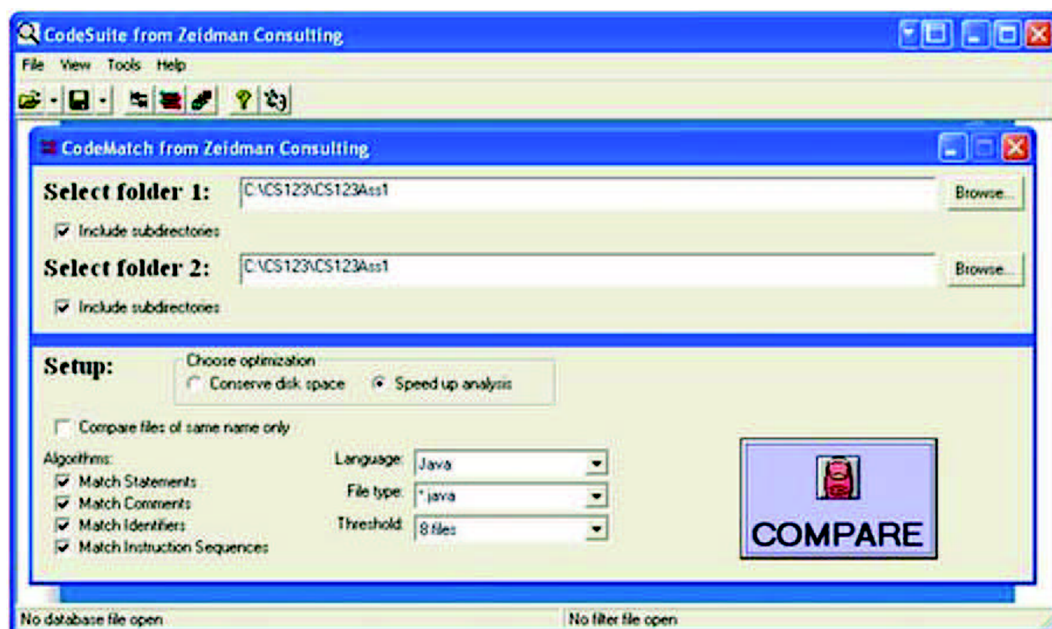 CodeSuite from Zeidman Consulting
File View Tools Help
CodeMatch from Zeidman Consulting
Select folder 1: C:\CS123\CS123Ass1 Browse...
Include subdirectories
Select folder 2: C:\CS123\CS123Ass1 Browse...
Include subdirectories
Setup:
Choose optimization
Conserve disk space Speed up analysis
Compare files of same name only
Algorithms:
Match Statements
Match Comments
Match Identifiers
Match Instruction Sequences
Language: Java
File type: *.java
Threshold: 8 files
COMPARE
No database file open No filter file open